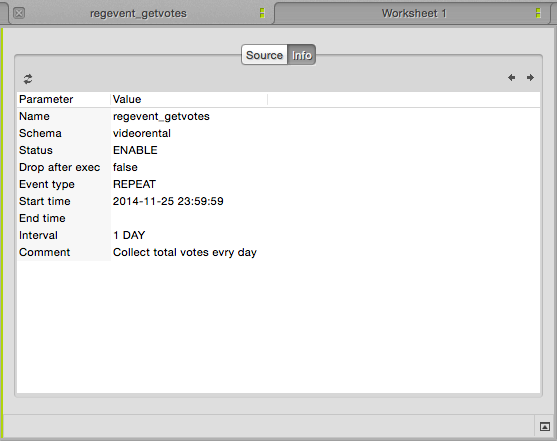 regevent_getvotes Worksheet 1
Source Info
Parameter Value
Name regevent_getvotes
Schema videorental
Status ENABLE
Drop after exec false
Event type REPEAT
Start time 2014-11-25 23:59:59
End time
Interval 1 DAY
Comment Collect total votes evry day